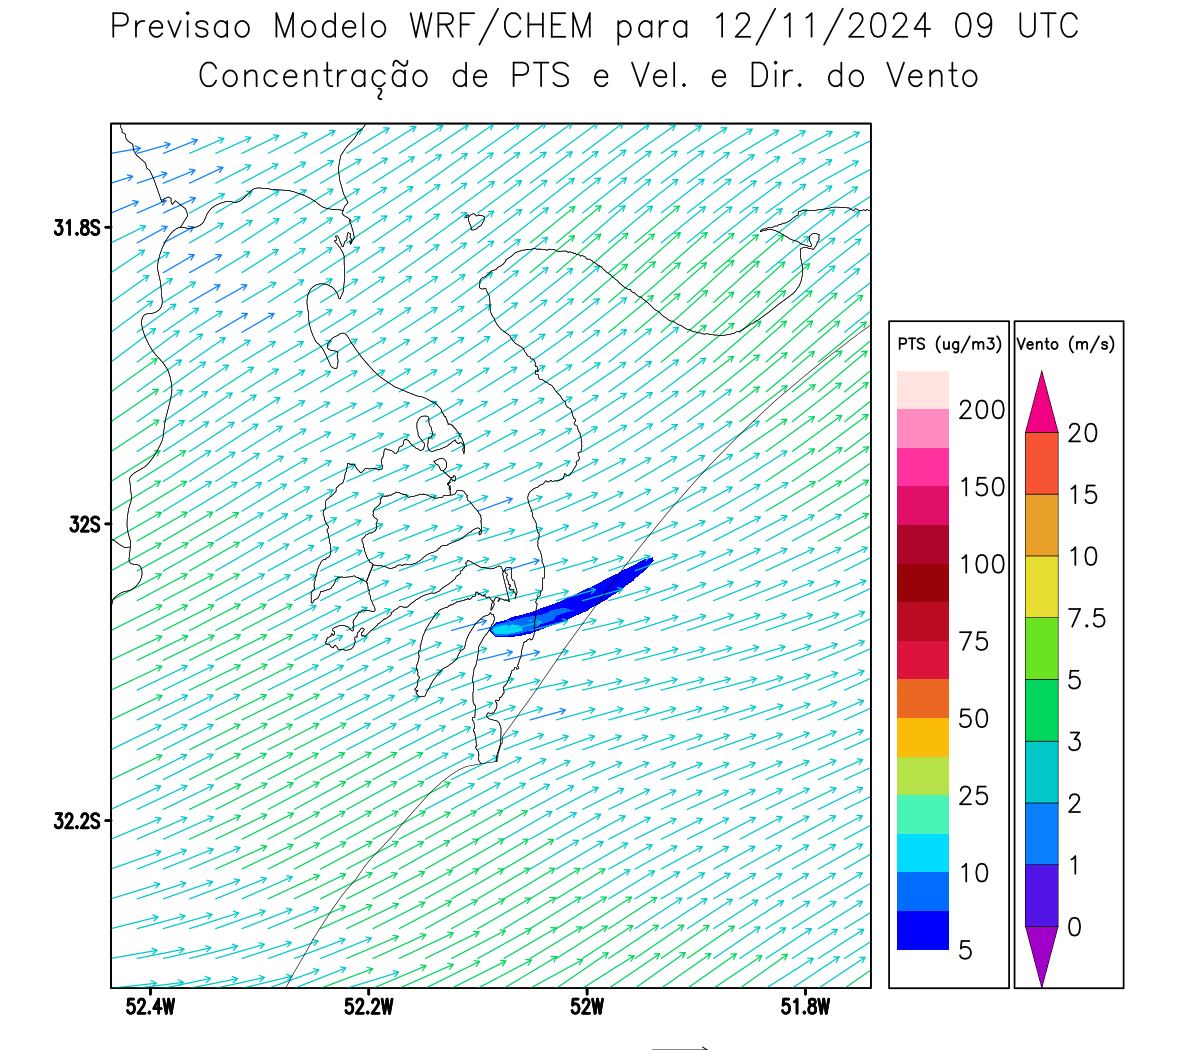 Previsao Modelo WRF/CHEM para 12/11/2024 09 UTC
Concentração de PTS e Vel. e Dir. do Vento
31.8S
32S
32.2S
52.4W
52.2W
52W
51.8W
PTS (ug/m3)
200
150
100
75
50
25
10
5
Vento (m/s)
20
15
10
7.5
5
3
2
1
0